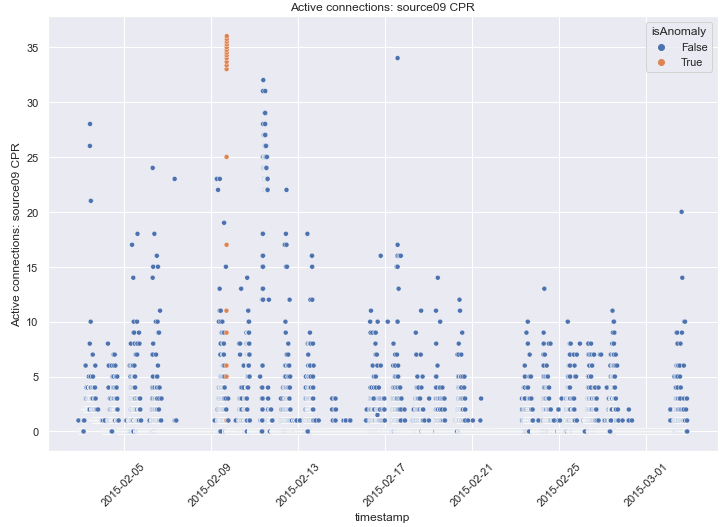 Active connections: source09 CPR
isAnomaly
False
True
Active connections: source09 CPR
35
30
25
20
15
10
5
0
2015-02-05
2015-02-09
2015-02-13
2015-02-17
2015-02-21
2015-02-25
2015-03-01
timestamp